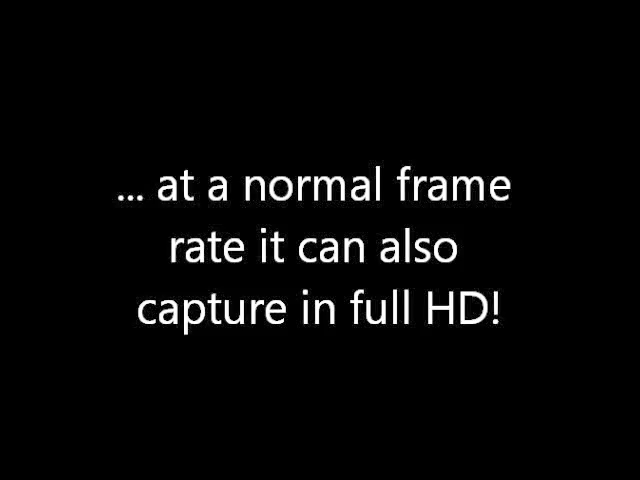 ... at a normal frame
rate it can also
capture in full HD!